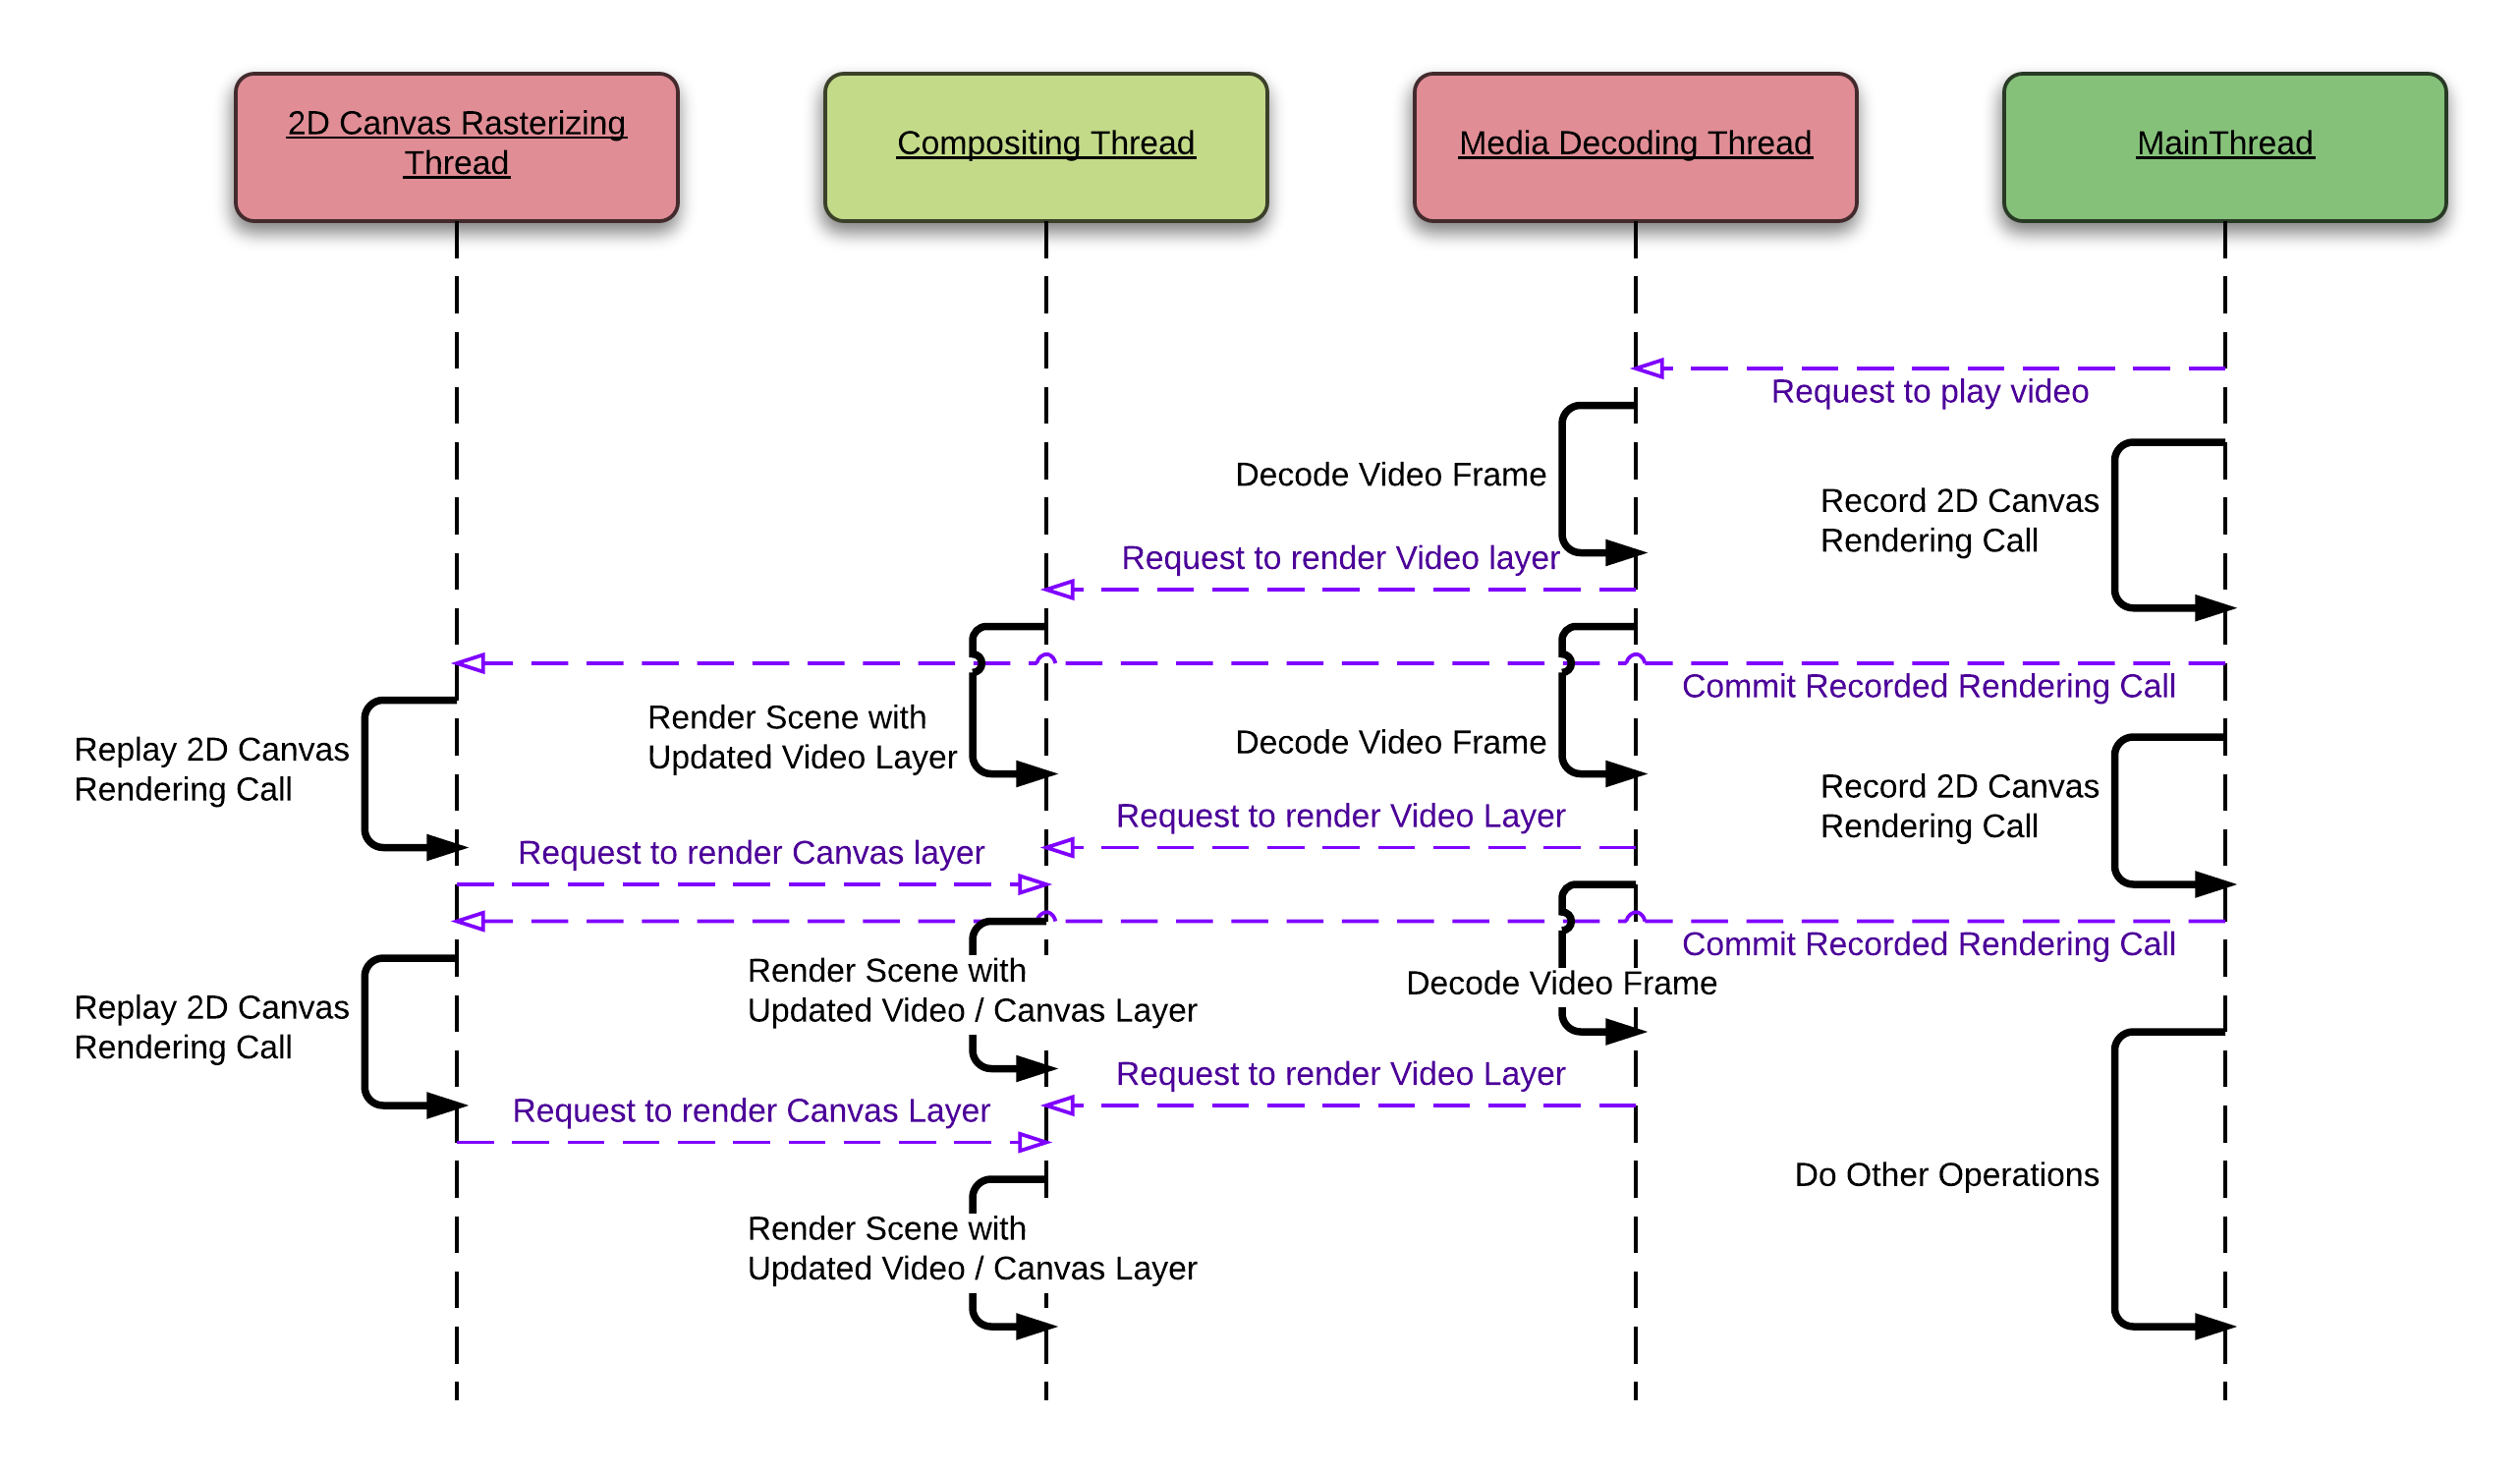 2D Canvas Rasterizing
Thread
Compositing Thread
Media Decoding Thread
MainThread
Request to play video
Decode Video Frame
Record 2D Canvas
Rendering Call
Request to render Video layer
Commit Recorded Rendering Call
Render Scene with
Updated Video Layer
Decode Video Frame
Replay 2D Canvas
Rendering Call
Record 2D Canvas
Rendering Call
Request to render Video Layer
Request to render Canvas layer
Commit Recorded Rendering Call
Render Scene with
Updated Video / Canvas Layer
Decode Video Frame
Replay 2D Canvas
Rendering Call
Request to render Video Layer
Request to render Canvas Layer
Do Other Operations
Render Scene with
Updated Video / Canvas Layer